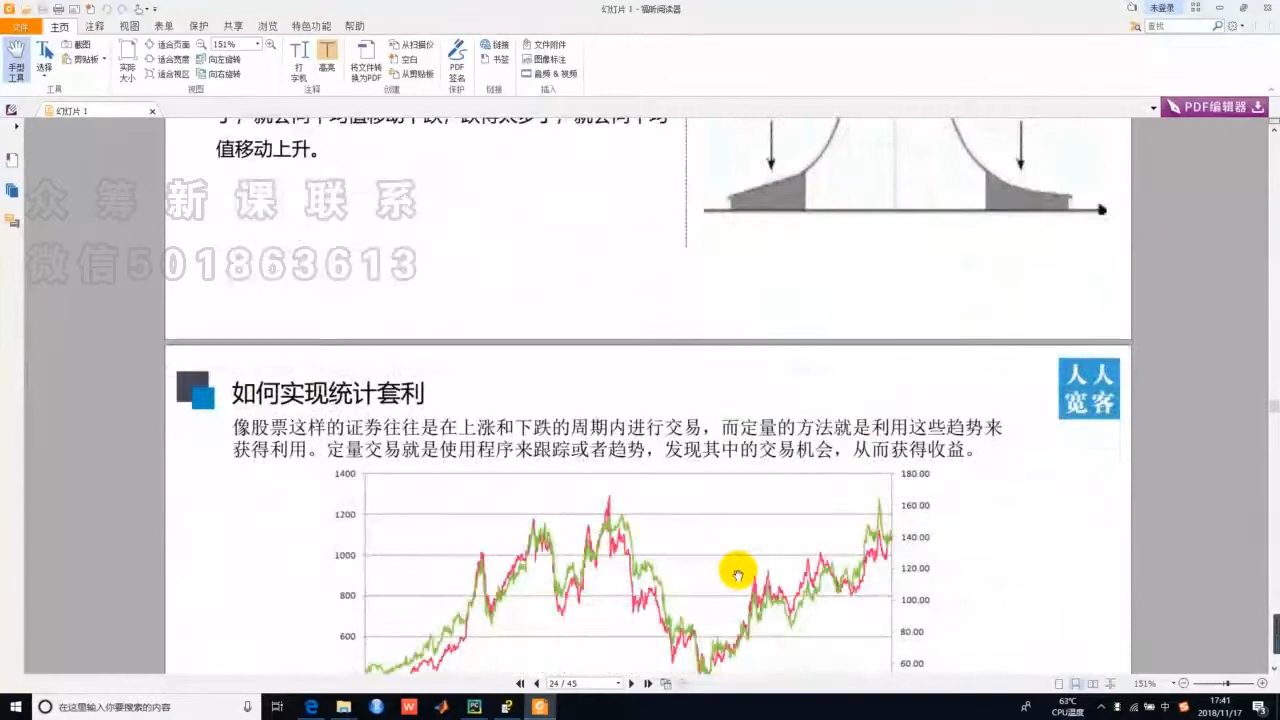 幻灯片 1 - 福昕阅读器
未登录
文件 主页 注释 视图 表单 保护 共享 浏览 特色功能 帮助
查找
手型工具
选择
截图
剪贴板
实际大小
适合页面
适合宽度
适合视区
151%
向左旋转
向右旋转
打字机
高亮
将文件转换为PDF
从扫描仪
空白
从剪贴板
PDF签名
链接
书签
文件附件
图像标注
音频 & 视频
工具 视图 注释 创建 保护 链接 插入
幻灯片 1
PDF编辑器
值移动上升。
众筹新课联系
微信501863613
如何实现统计套利
人人
宽客
像股票这样的证券往往是在上涨和下跌的周期内进行交易，而定量的方法就是利用这些趋势来
获得利用。定量交易就是使用程序来跟踪或者趋势，发现其中的交易机会，从而获得收益。
1400 180.00
1200 160.00
1000 140.00
800 120.00
600 100.00
80.00
60.00
24 / 45
151%
在这里输入你要搜索的内容
63℃
CPU温度
中
17:41
2018/11/17
3